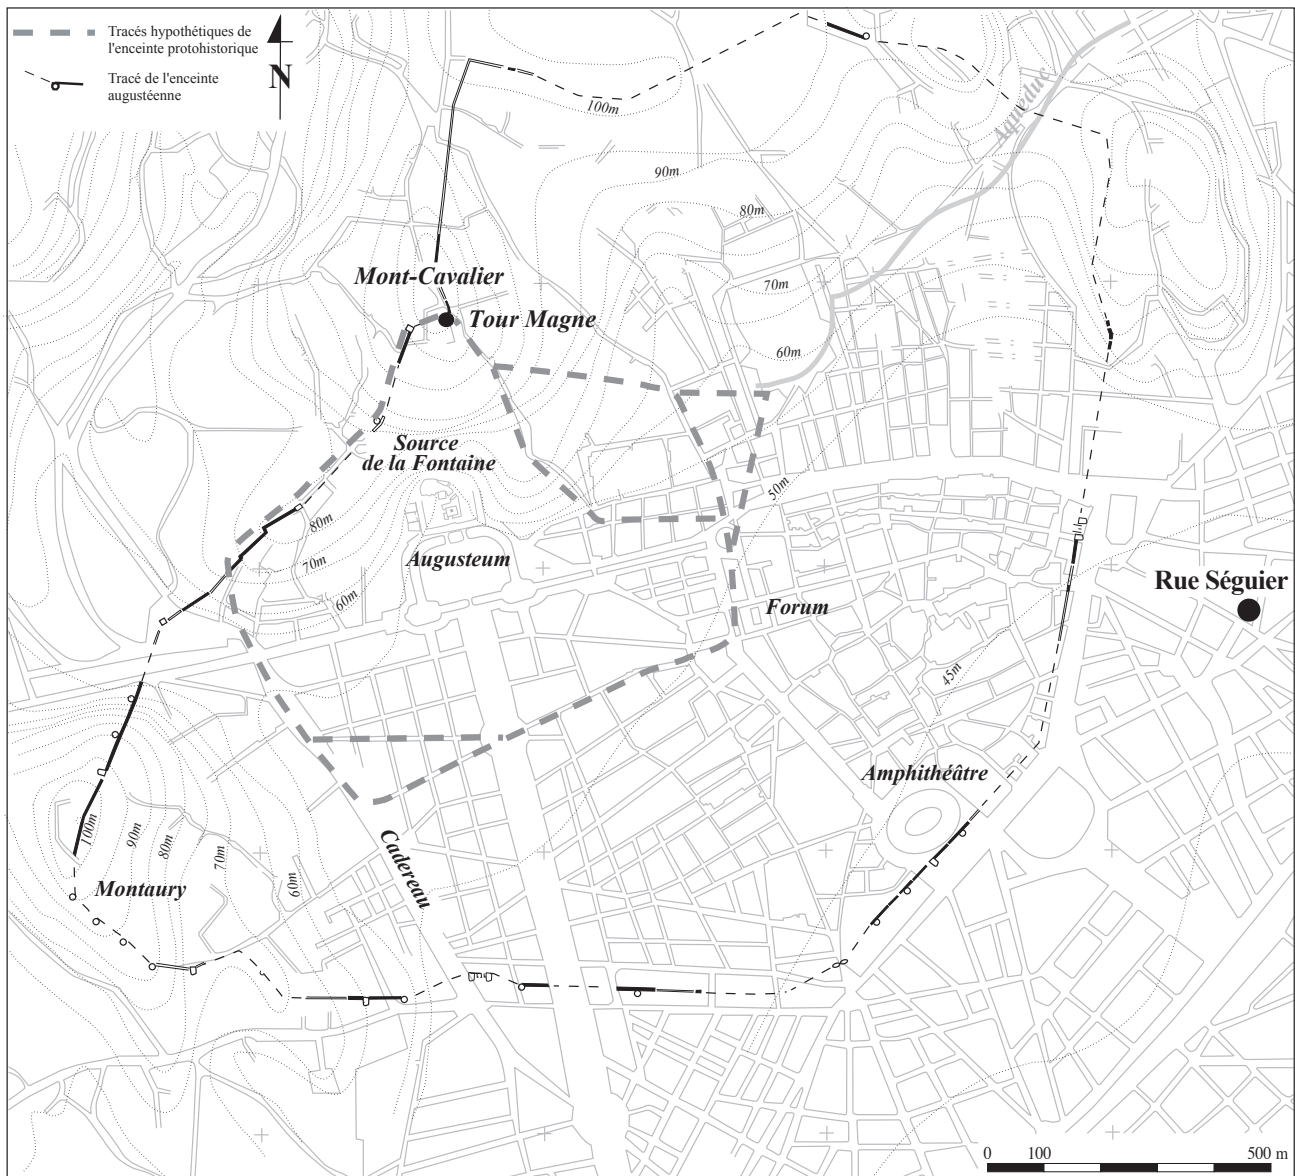 Tracés hypothétiques de
l'enceinte protohistorique
Tracé de l'enceinte
augustéenne
N
100m
Aqueduc
90m
80m
Mont-Cavalier
70m
Tour Magne
60m
Source
de la Fontaine
50m
80m
70m
Augusteum
60m
Forum
Rue Séguier
45m
Amphithéâtre
100m
90m
80m
70m
60m
Cadereau
Montaury
0 100 500 m